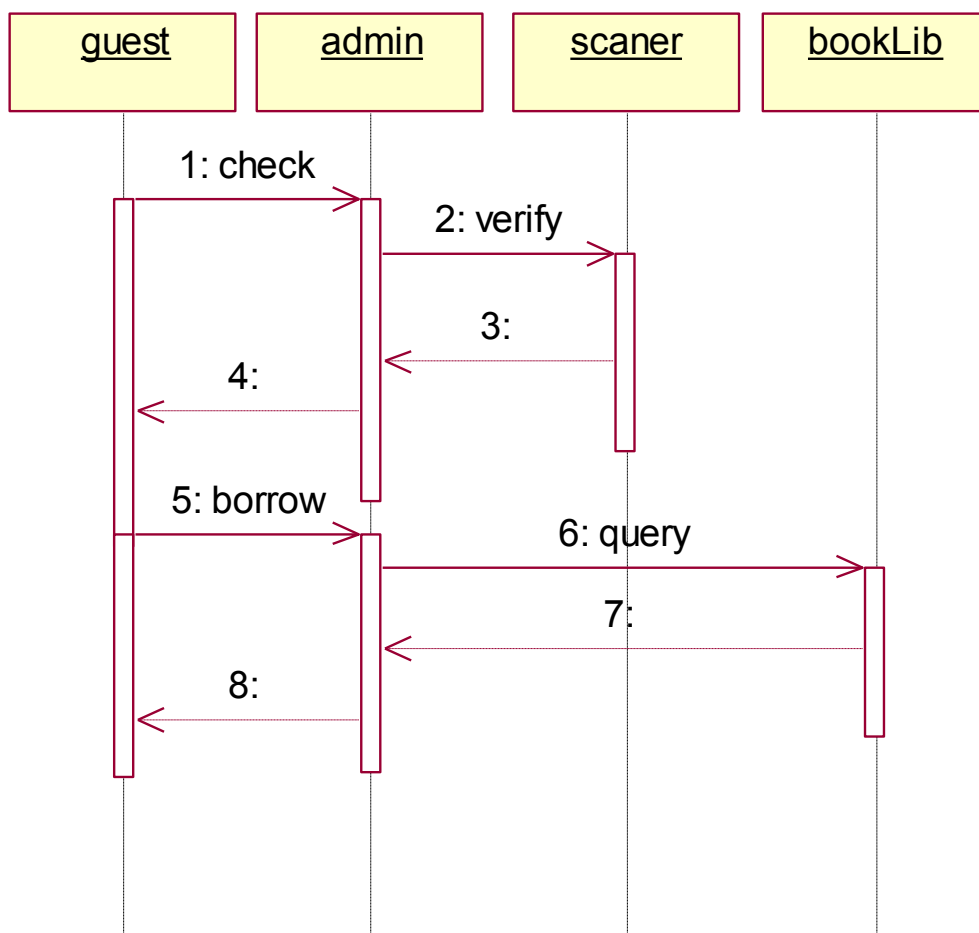 guest
admin
scaner
bookLib
1: check
2: verify
3:
4:
5: borrow
6: query
7:
8: